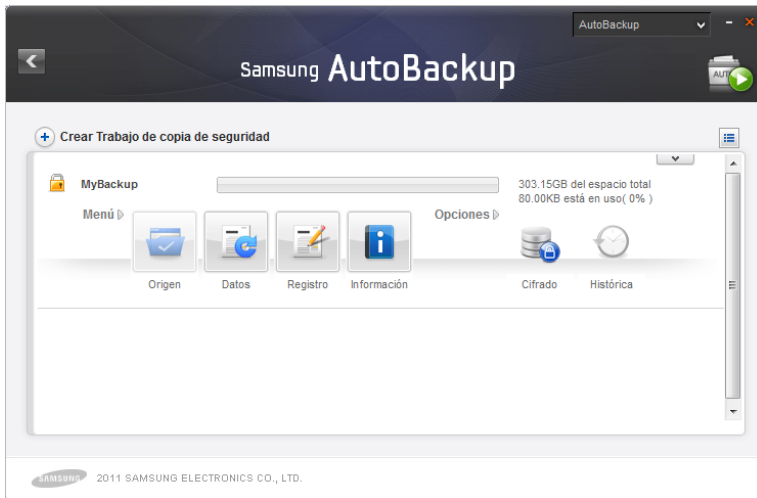 AutoBackup
Samsung AutoBackup
AUT
Crear Trabajo de copia de seguridad
MyBackup
303.15GB del espacio total
80.00KB está en uso( 0% )
Menú
Opciones
Origen
Datos
Registro
Información
Cifrado
Histórica
SAMSUNG
2011 SAMSUNG ELECTRONICS CO., LTD.